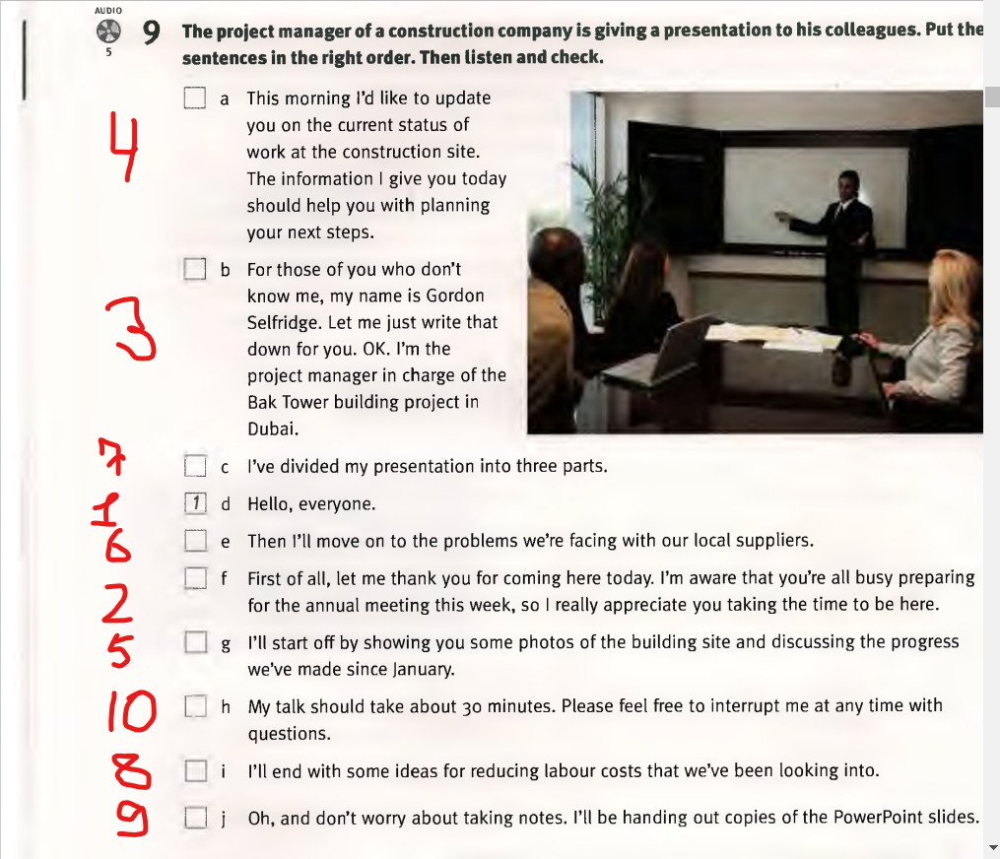 AUDIO
5
9 The project manager of a construction company is giving a presentation to his colleagues. Put the
sentences in the right order. Then listen and check.
4
a This morning I'd like to update
you on the current status of
work at the construction site.
The information I give you today
should help you with planning
your next steps.
3
b For those of you who don't
know me, my name is Gordon
Selfridge. Let me just write that
down for you. OK. I'm the
project manager in charge of the
Bak Tower building project in
Dubai.
7
c I've divided my presentation into three parts.
1
1 d Hello, everyone.
6
e Then I'll move on to the problems we're facing with our local suppliers.
2
f First of all, let me thank you for coming here today. I'm aware that you're all busy preparing
for the annual meeting this week, so I really appreciate you taking the time to be here.
5
g I'll start off by showing you some photos of the building site and discussing the progress
we've made since January.
10
h My talk should take about 30 minutes. Please feel free to interrupt me at any time with
questions.
8
i I'll end with some ideas for reducing labour costs that we've been looking into.
9
j Oh, and don't worry about taking notes. I'll be handing out copies of the PowerPoint slides.